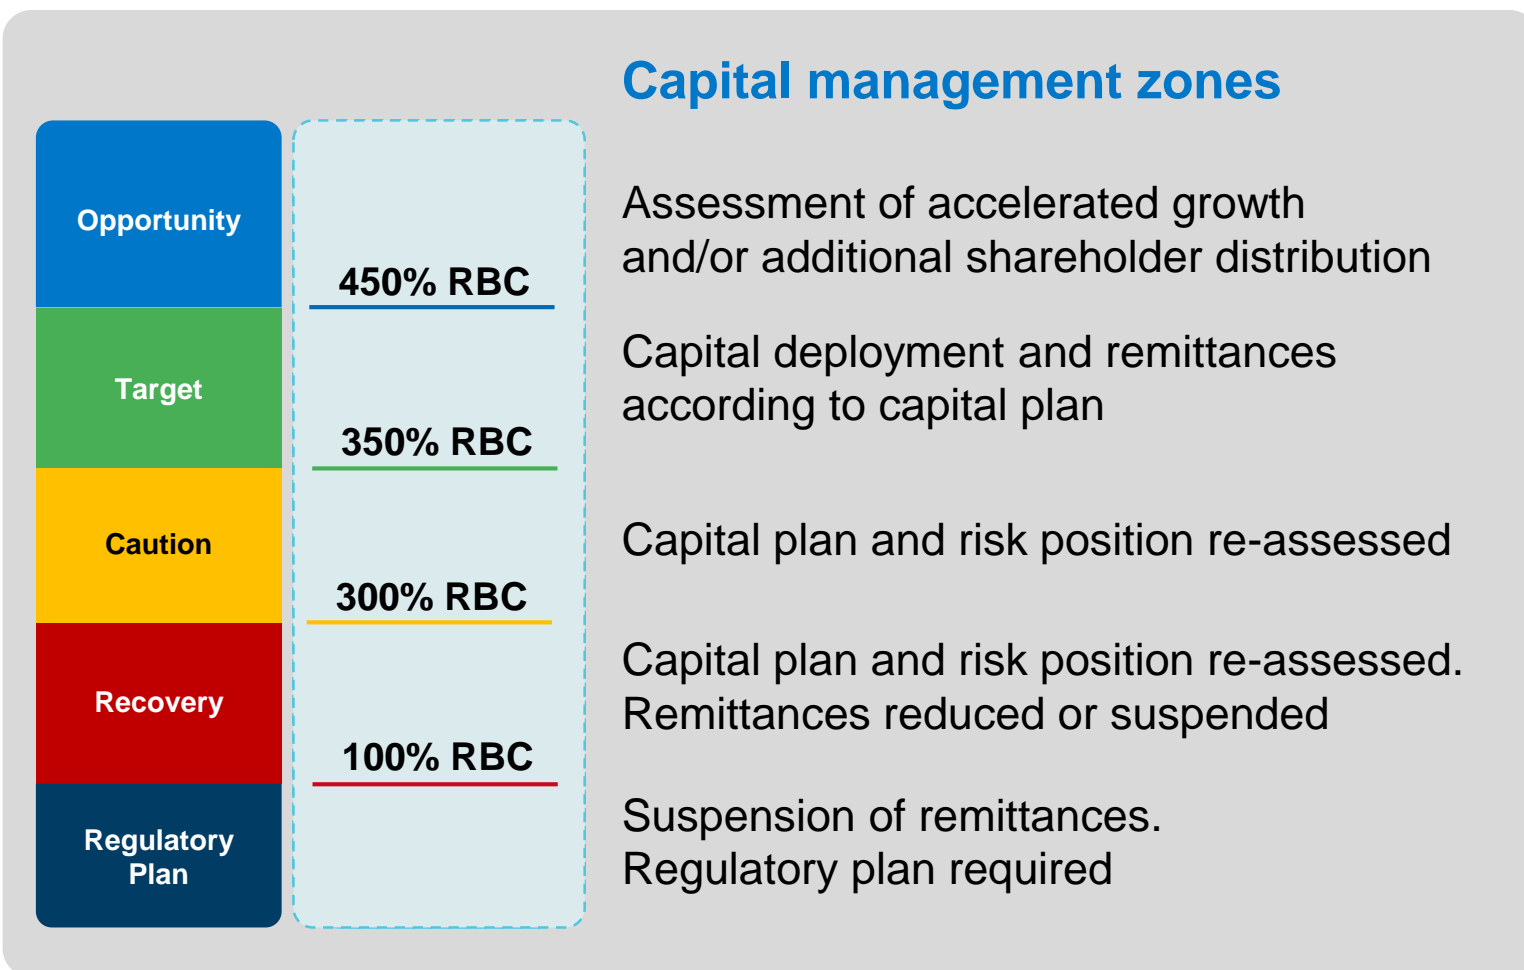 Capital management zones
Opportunity
450% RBC
Assessment of accelerated growth
and/or additional shareholder distribution
Target
350% RBC
Capital deployment and remittances
according to capital plan
Caution
300% RBC
Capital plan and risk position re-assessed
Recovery
100% RBC
Capital plan and risk position re-assessed.
Remittances reduced or suspended
Regulatory
Plan
Suspension of remittances.
Regulatory plan required